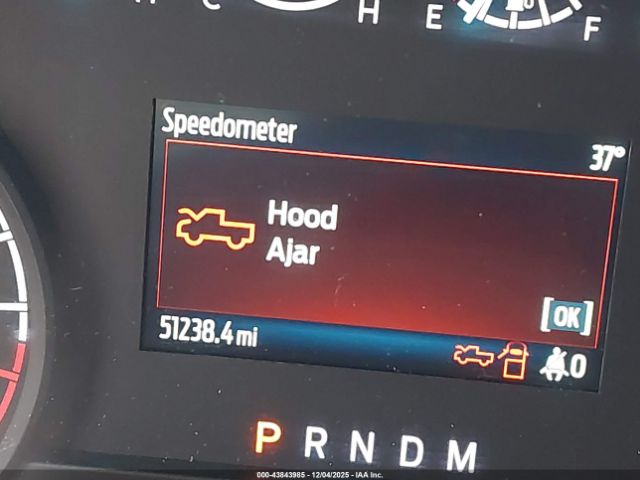 C
H
E
F
Speedometer
37°
Hood
Ajar
[OK]
51238.4 mi
0
P R N D M
000-43843985 - 12/04/2025 - IAA Inc.